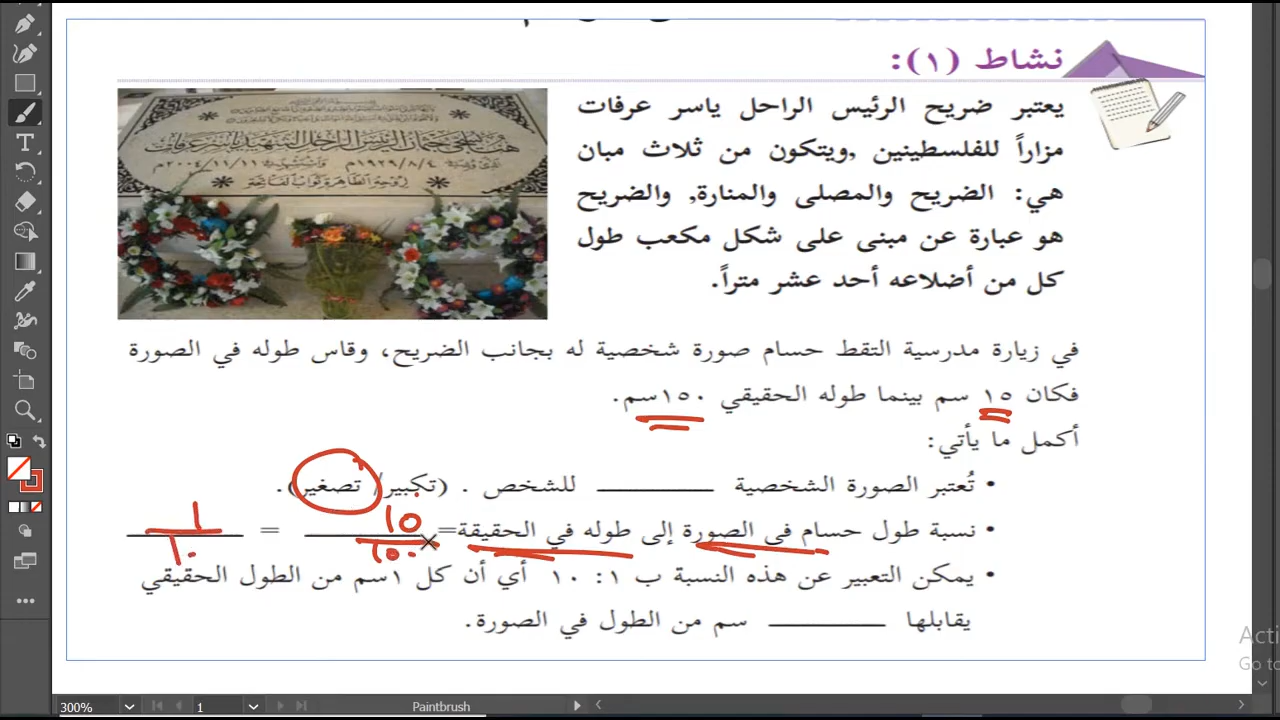 نشاط (١):
يعتبر ضريح الرئيس الراحل ياسر عرفات
مزاراً للفلسطينين ,ويتكون من ثلاث مبان
هي: الضريح والمصلى والمنارة, والضريح
هو عبارة عن مبنى على شكل مكعب طول
كل من أضلاعه أحد عشر متراً.
في زيارة مدرسية التقط حسام صورة شخصية له بجانب الضريح، وقاس طوله في الصورة
فكان ١٥ سم بينما طوله الحقيقي ١٥٠سم.
أكمل ما يأتي:
• تُعتبر الصورة الشخصية ________ للشخص . (تكبير/ تصغير).
• نسبة طول حسام في الصورة إلى طوله في الحقيقة= ١٥/١٥٠ = ١/١٠
• يمكن التعبير عن هذه النسبة ب ١: ١٠ أي أن كل ١سم من الطول الحقيقي
يقابلها ________ سم من الطول في الصورة.
Acti
Go to
300%
1
Paintbrush